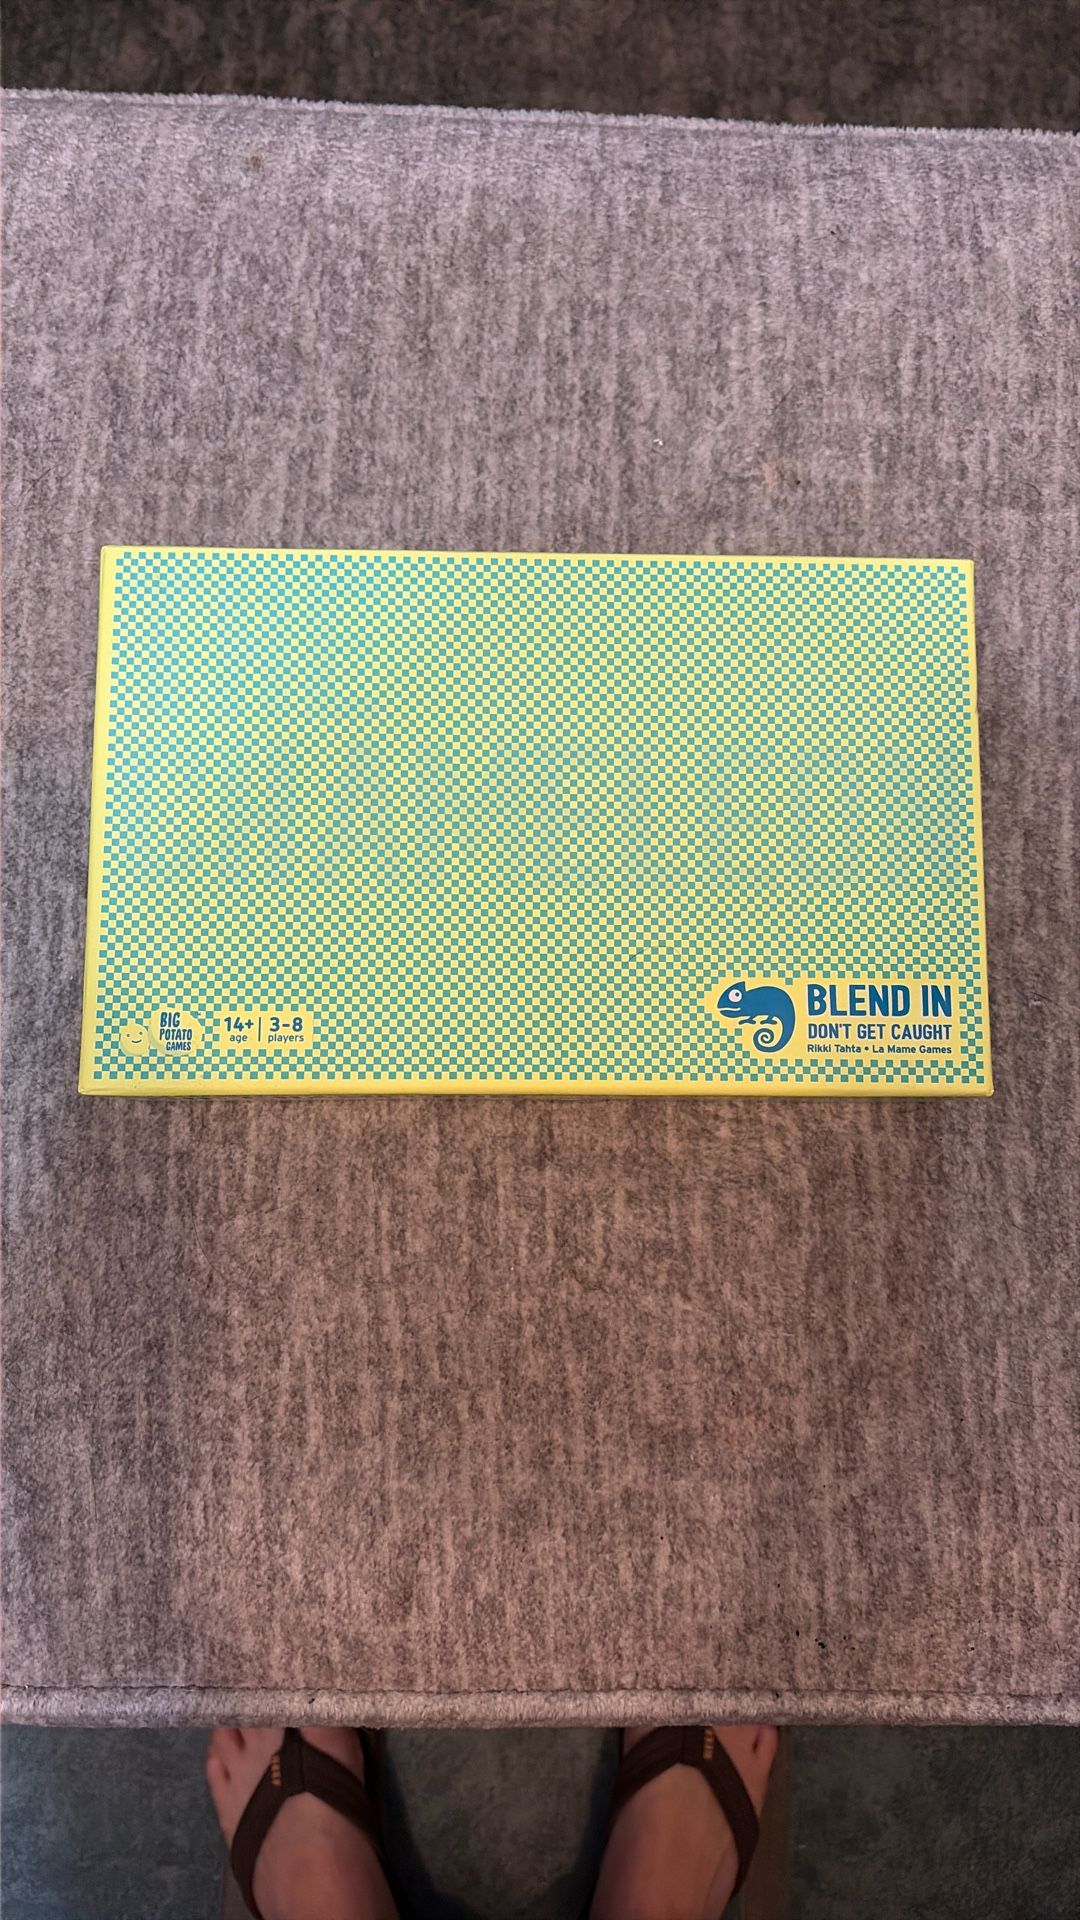 BLEND IN
DON'T GET CAUGHT
Rikki Tahta • La Mame Games
BIG
POTATO
GAMES
14+
age
3-8
players